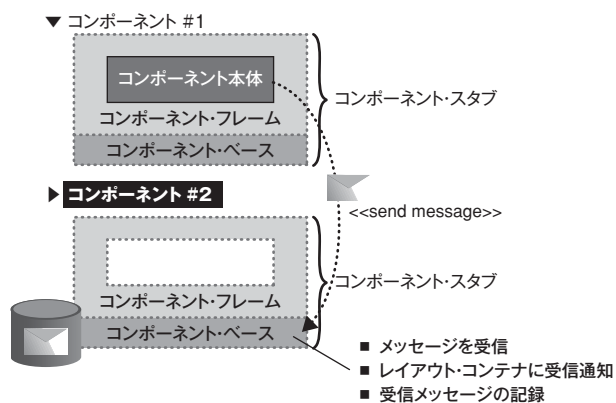 ▼ コンポーネント #1
コンポーネント本体
コンポーネント・フレーム
コンポーネント・ベース
コンポーネント・スタブ
▶ コンポーネント #2
<<send message>>
コンポーネント・スタブ
コンポーネント・フレーム
コンポーネント・ベース
■ メッセージを受信
■ レイアウト・コンテナに受信通知
■ 受信メッセージの記録